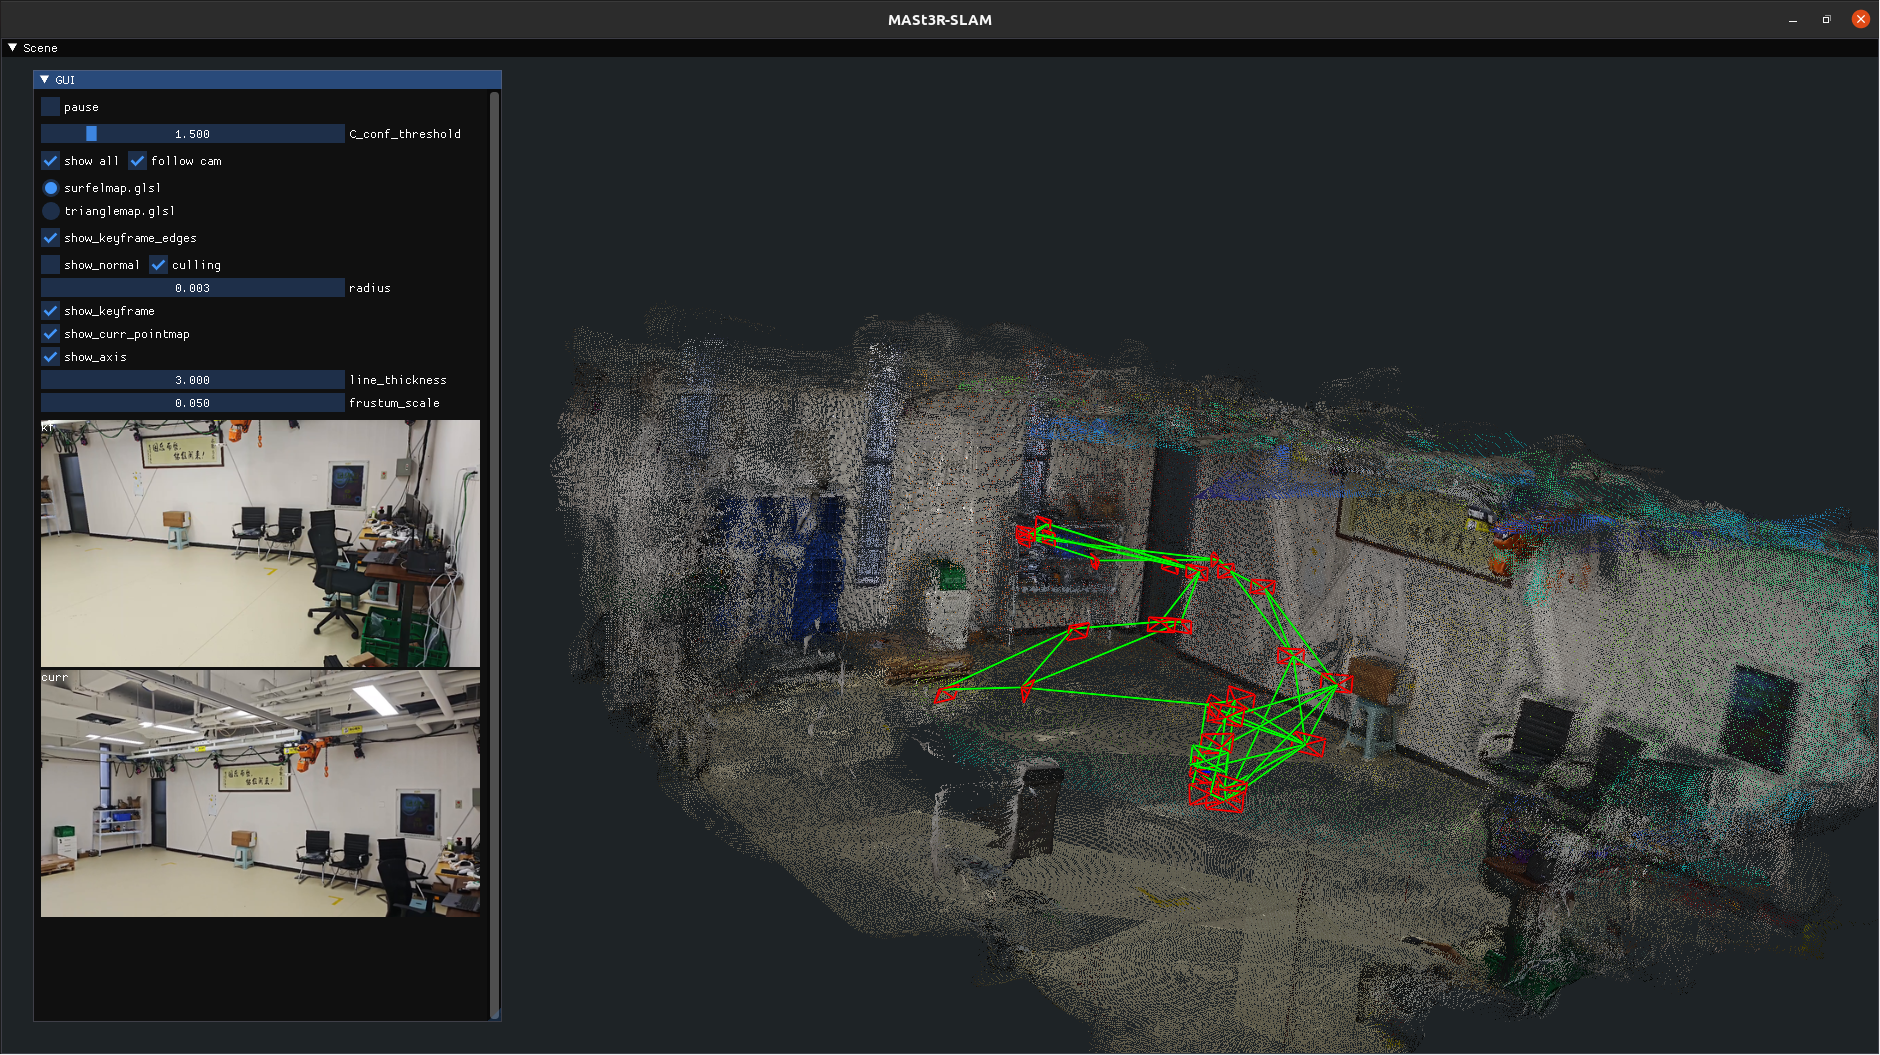 MASt3R-SLAM
Scene
GUI
pause
1.500 C_conf_threshold
show all follow cam
surfelmap.glsl
trianglemap.glsl
show_keyframe_edges
show_normal culling
0.003 radius
show_keyframe
show_curr_pointmap
show_axis
3.000 line_thickness
0.050 frustum_scale
kf
curr